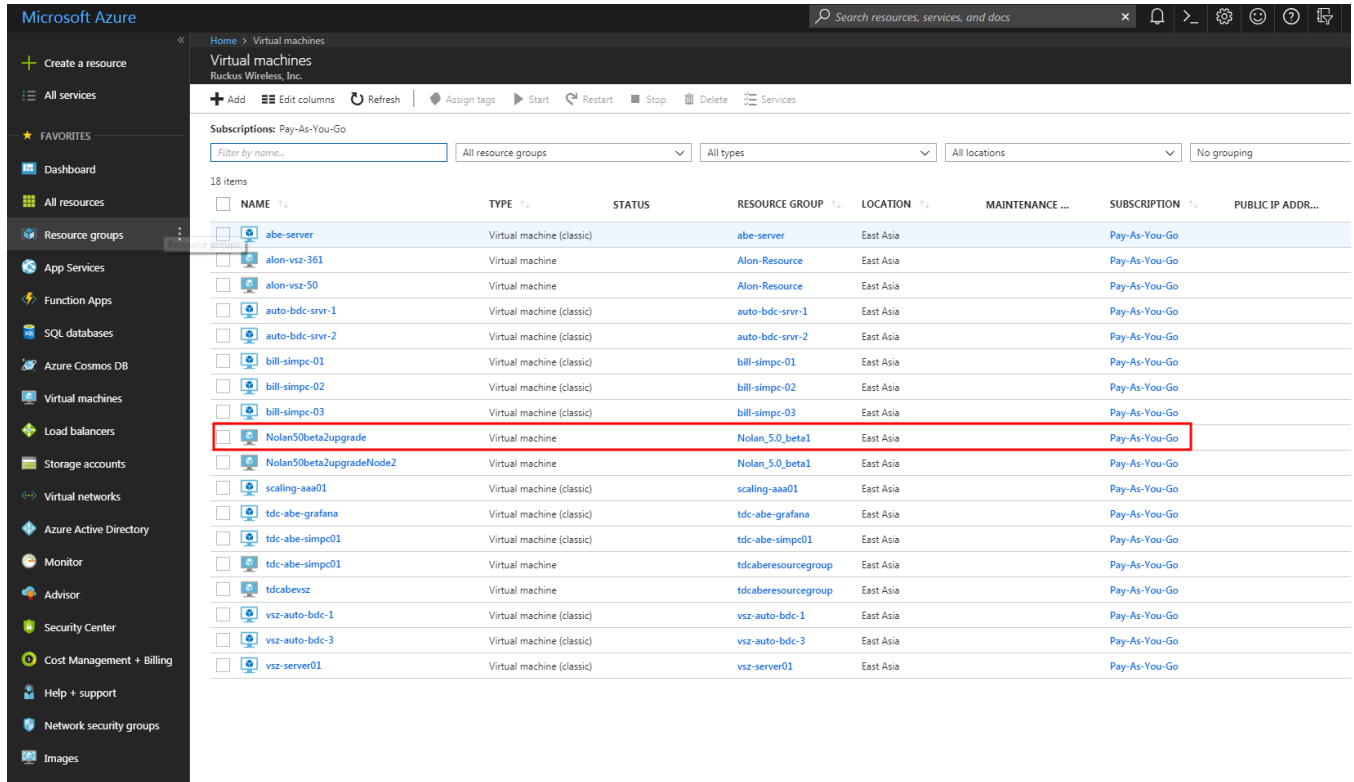 Microsoft Azure
Search resources, services, and docs
Create a resource
All services
FAVORITES
Dashboard
All resources
Resource groups
App Services
Function Apps
SQL databases
Azure Cosmos DB
Virtual machines
Load balancers
Storage accounts
Virtual networks
Azure Active Directory
Monitor
Advisor
Security Center
Cost Management + Billing
Help + support
Network security groups
Images
Home > Virtual machines
Virtual machines
Ruckus Wireless, Inc.
Add Edit columns Refresh Assign tags Start Restart Stop Delete Services
Subscriptions: Pay-As-You-Go
Filter by name... All resource groups All types All locations No grouping
18 items
NAME TYPE STATUS RESOURCE GROUP LOCATION MAINTENANCE ... SUBSCRIPTION PUBLIC IP ADDR...
abe-server Virtual machine (classic) abe-server East Asia Pay-As-You-Go
Resource groups
alon-vsz-361 Virtual machine Alon-Resource East Asia Pay-As-You-Go
alon-vsz-50 Virtual machine Alon-Resource East Asia Pay-As-You-Go
auto-bdc-srvr-1 Virtual machine (classic) auto-bdc-srvr-1 East Asia Pay-As-You-Go
auto-bdc-srvr-2 Virtual machine (classic) auto-bdc-srvr-2 East Asia Pay-As-You-Go
bill-simpc-01 Virtual machine (classic) bill-simpc-01 East Asia Pay-As-You-Go
bill-simpc-02 Virtual machine (classic) bill-simpc-02 East Asia Pay-As-You-Go
bill-simpc-03 Virtual machine (classic) bill-simpc-03 East Asia Pay-As-You-Go
Nolan50beta2upgrade Virtual machine Nolan_5.0_beta1 East Asia Pay-As-You-Go
Nolan50beta2upgradeNode2 Virtual machine Nolan_5.0_beta1 East Asia Pay-As-You-Go
scaling-aaa01 Virtual machine (classic) scaling-aaa01 East Asia Pay-As-You-Go
tdc-abe-grafana Virtual machine (classic) tdc-abe-grafana East Asia Pay-As-You-Go
tdc-abe-simpc01 Virtual machine (classic) tdc-abe-simpc01 East Asia Pay-As-You-Go
tdc-abe-simpc01 Virtual machine tdcaberesourcegroup East Asia Pay-As-You-Go
tdcabevsz Virtual machine tdcaberesourcegroup East Asia Pay-As-You-Go
vsz-auto-bdc-1 Virtual machine (classic) vsz-auto-bdc-1 East Asia Pay-As-You-Go
vsz-auto-bdc-3 Virtual machine (classic) vsz-auto-bdc-3 East Asia Pay-As-You-Go
vsz-server01 Virtual machine (classic) vsz-server01 East Asia Pay-As-You-Go